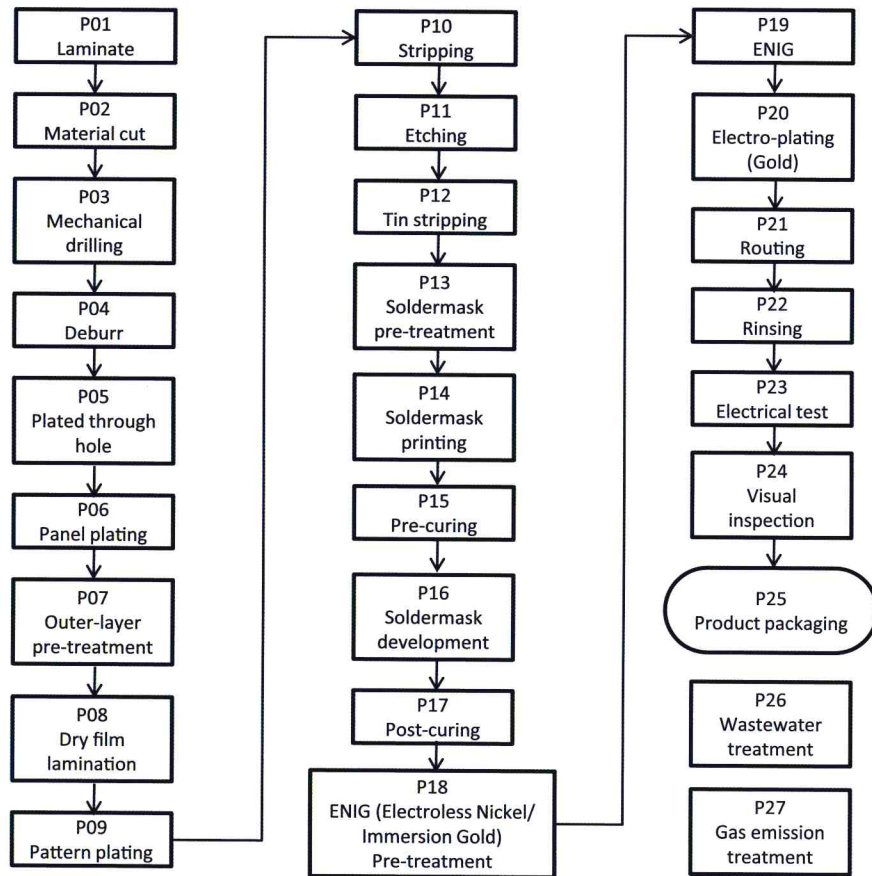 P01
Laminate
P02
Material cut
P03
Mechanical
drilling
P04
Deburr
P05
Plated through
hole
P06
Panel plating
P07
Outer-layer
pre-treatment
P08
Dry film
lamination
P09
Pattern plating
P10
Stripping
P11
Etching
P12
Tin stripping
P13
Soldermask
pre-treatment
P14
Soldermask
printing
P15
Pre-curing
P16
Soldermask
development
P17
Post-curing
P18
ENIG (Electroless Nickel/
Immersion Gold)
Pre-treatment
P19
ENIG
P20
Electro-plating
(Gold)
P21
Routing
P22
Rinsing
P23
Electrical test
P24
Visual
inspection
P25
Product packaging
P26
Wastewater
treatment
P27
Gas emission
treatment